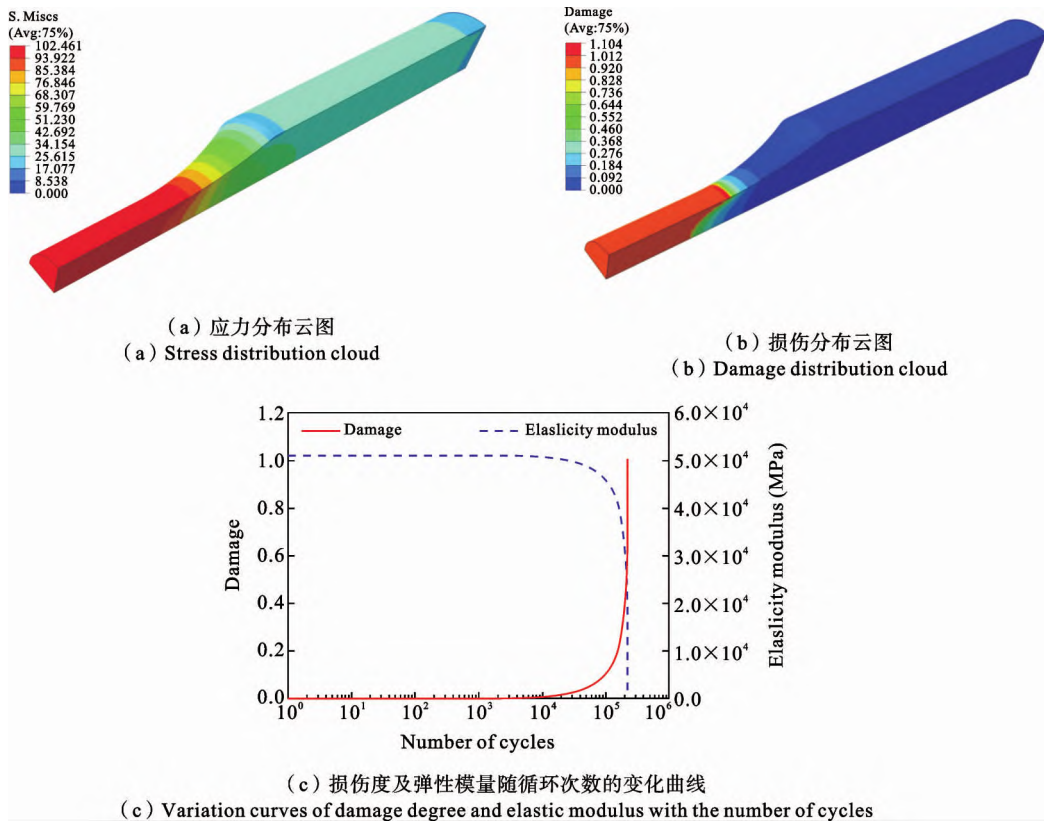 S. Miscs
(Avg:75%)
102.461
93.922
85.384
76.846
68.307
59.769
51.230
42.692
34.154
25.615
17.077
8.538
0.000
Damage
(Avg:75%)
1.104
1.012
0.920
0.828
0.736
0.644
0.552
0.460
0.368
0.276
0.184
0.092
0.000
（a）应力分布云图
（a）Stress distribution cloud
（b）损伤分布云图
（b）Damage distribution cloud
Damage
Elaslicity modulus
1.2
1.0
0.8
0.6
0.4
0.2
0.0
Damage
6.0×10⁴
5.0×10⁴
4.0×10⁴
3.0×10⁴
2.0×10⁴
1.0×10⁴
0.0
Elaslicity modulus (MPa)
10⁰ 10¹ 10² 10³ 10⁴ 10⁵ 10⁶
Number of cycles
（c）损伤度及弹性模量随循环次数的变化曲线
（c）Variation curves of damage degree and elastic modulus with the number of cycles